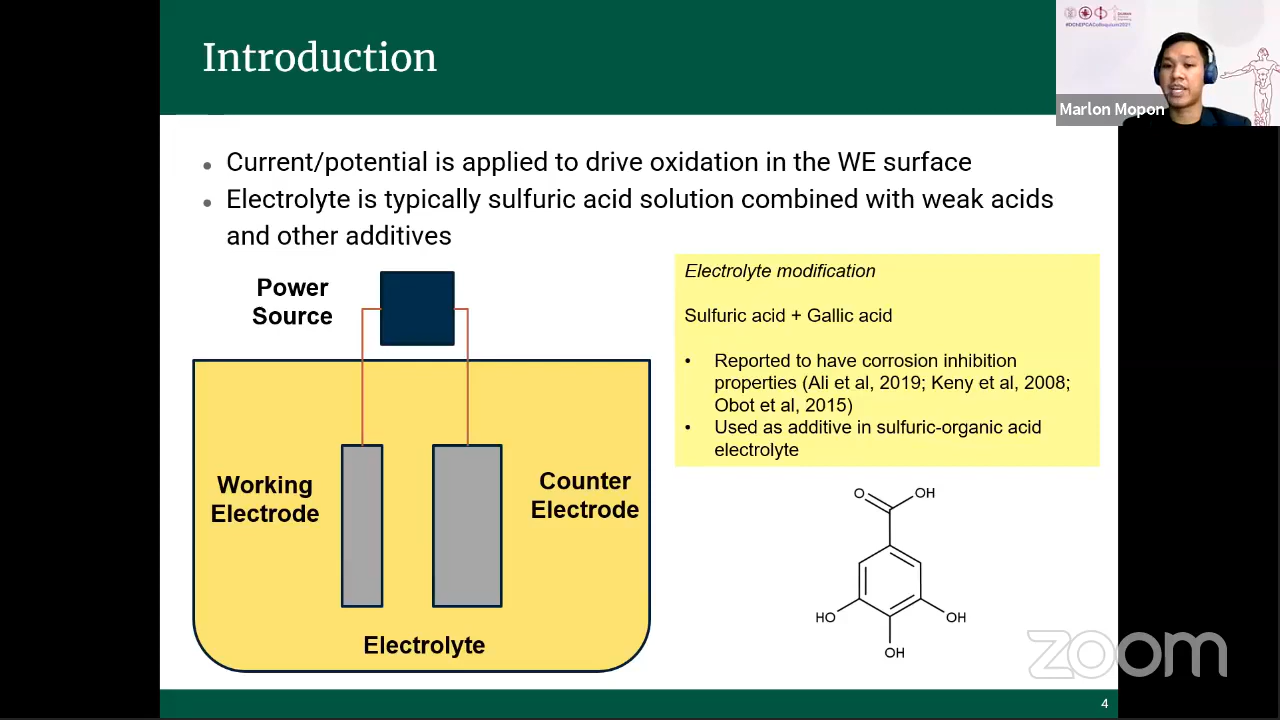 Introduction
#DChEPCAColloquium2021
Marlon Mopon
• Current/potential is applied to drive oxidation in the WE surface
• Electrolyte is typically sulfuric acid solution combined with weak acids
and other additives
Power
Source
Working
Electrode
Counter
Electrode
Electrolyte
Electrolyte modification
Sulfuric acid + Gallic acid
• Reported to have corrosion inhibition
properties (Ali et al, 2019; Keny et al, 2008;
Obot et al, 2015)
• Used as additive in sulfuric-organic acid
electrolyte
O
OH
HO
OH
OH
zoom
4